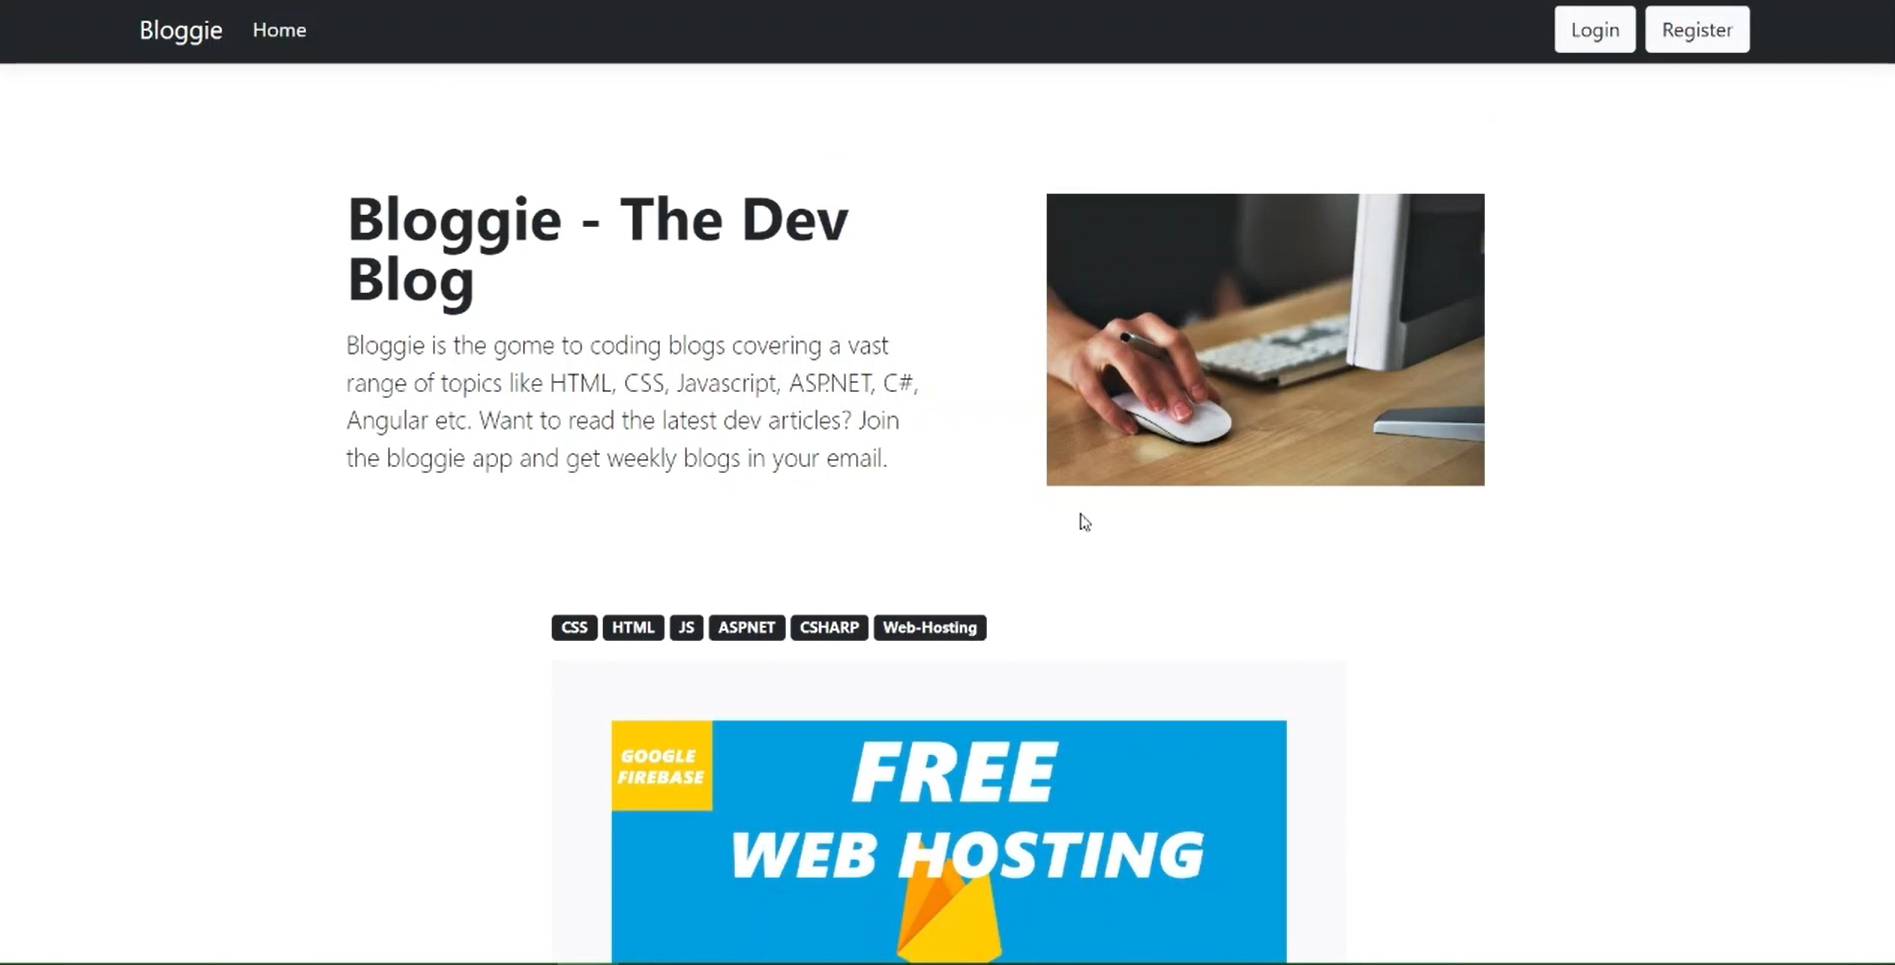 Bloggie Home Login Register
Bloggie - The Dev
Blog
Bloggie is the gome to coding blogs covering a vast
range of topics like HTML, CSS, Javascript, ASP.NET, C#,
Angular etc. Want to read the latest dev articles? Join
the bloggie app and get weekly blogs in your email.
CSS HTML JS ASPNET CSHARP Web-Hosting
GOOGLE
FIREBASE
FREE
WEB HOSTING